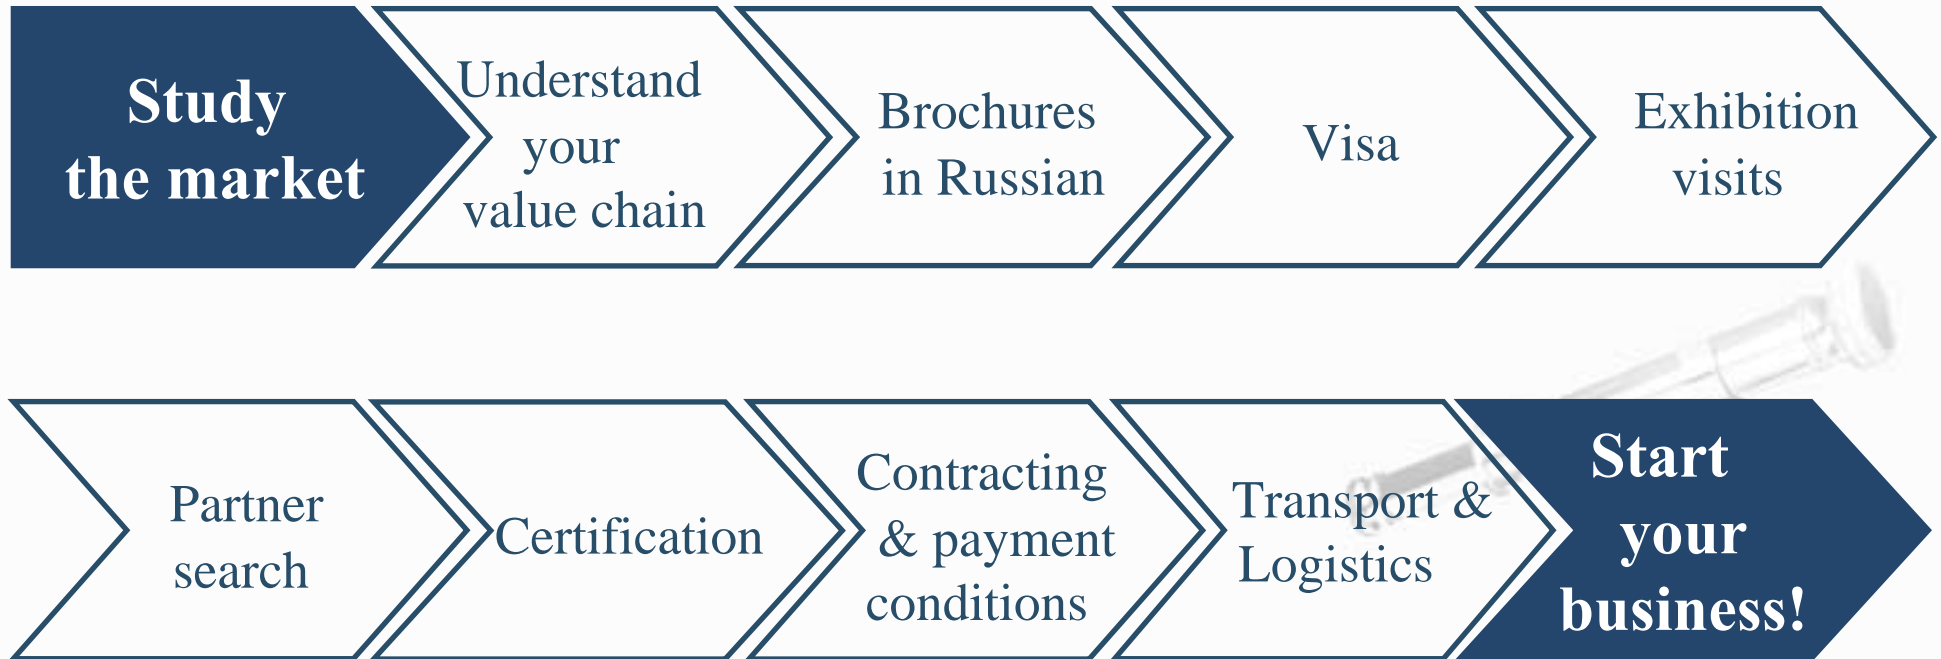 Study
the market
Understand
your
value chain
Brochures
in Russian
Visa
Exhibition
visits
Partner
search
Certification
Contracting
& payment
conditions
Transport &
Logistics
Start
your
business!